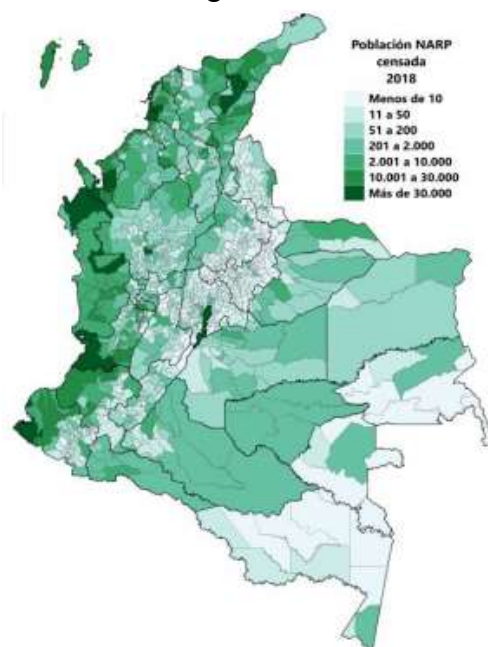 Población NARP
censada
2018
Menos de 10
11 a 50
51 a 200
201 a 2.000
2.001 a 10.000
10.001 a 30.000
Más de 30.000